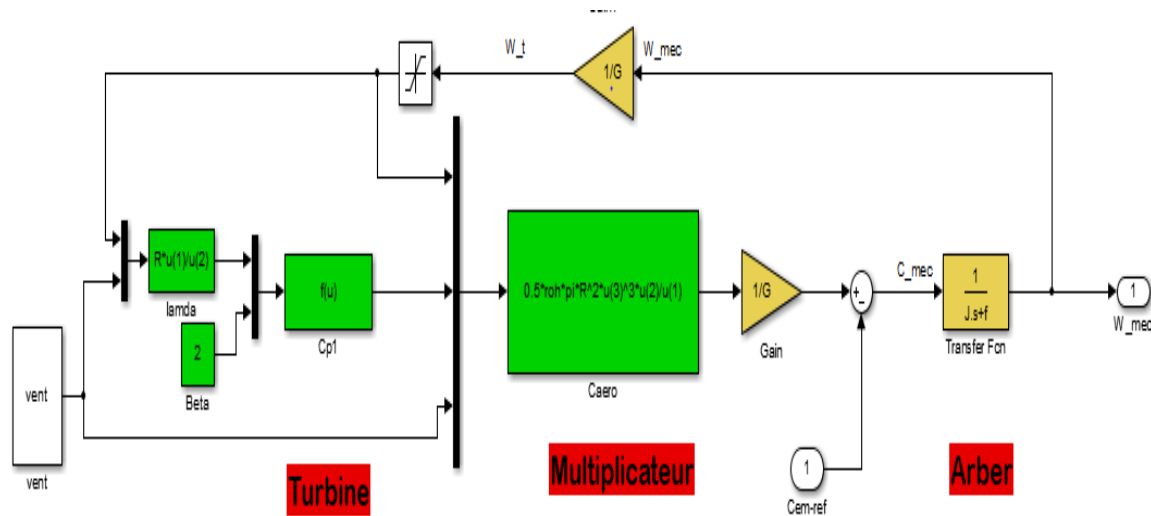 W_t
W_mec
1/G
R*u(1)/u(2)
lamda
f(u)
Cp1
2
Beta
vent
vent
0.5*roh*pi*R^2*u(3)^3*u(2)/u(1)
Caero
1/G
Gain
+
-
C_mec
1
J.s+f
Transfer Fcn
1
W_mec
1
Cem-ref
Turbine
Multiplicateur
Arber